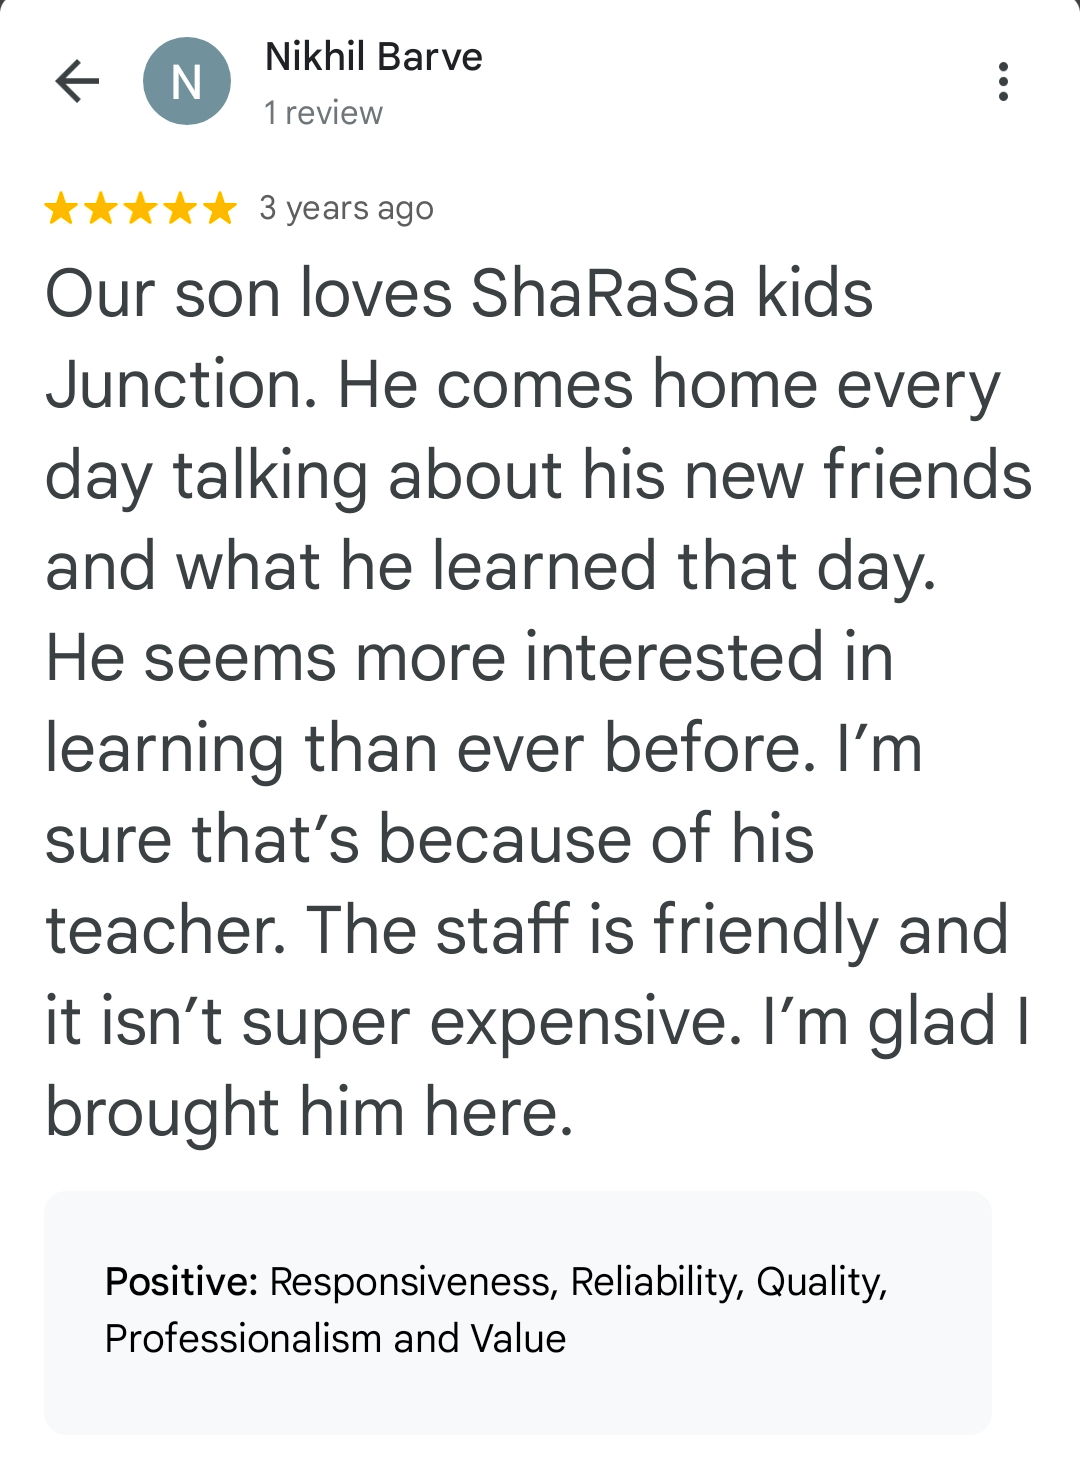 Nikhil Barve
N
1 review
3 years ago
Our son loves ShaRaSa kids
Junction. He comes home every
day talking about his new friends
and what he learned that day.
He seems more interested in
learning than ever before. I’m
sure that’s because of his
teacher. The staff is friendly and
it isn’t super expensive. I’m glad I
brought him here.
Positive: Responsiveness, Reliability, Quality,
Professionalism and Value